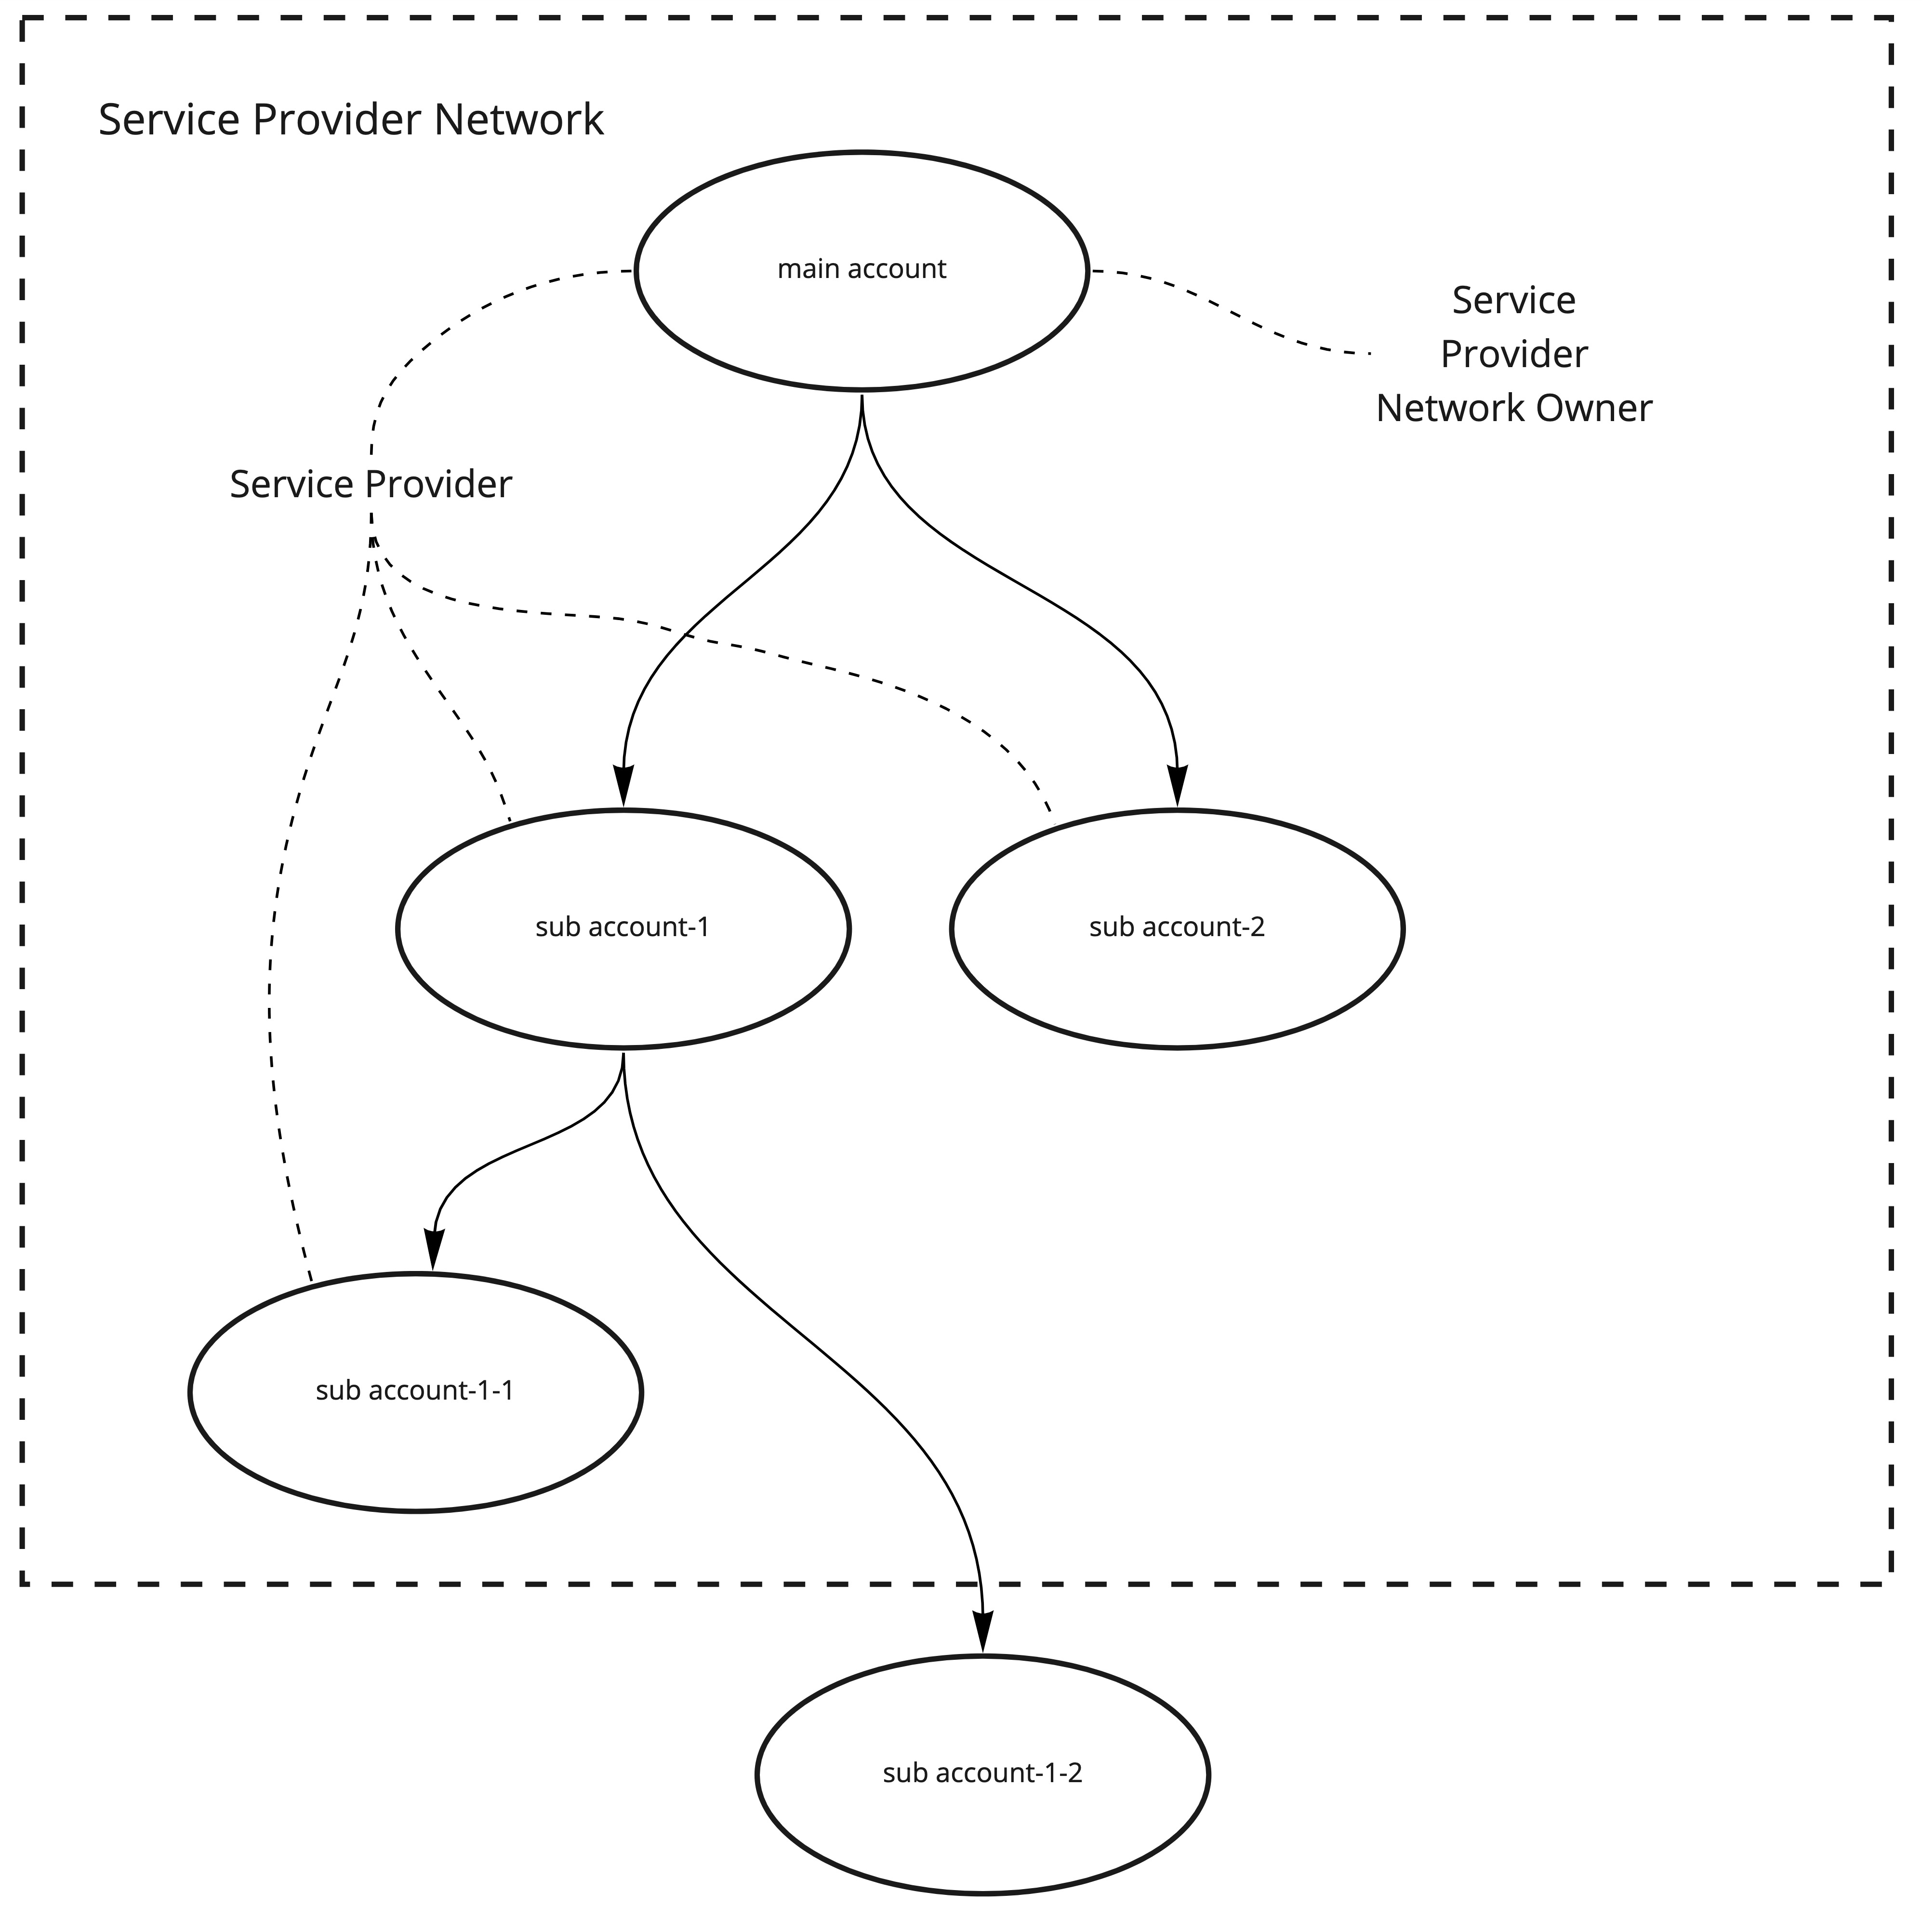 Service Provider Network
main account
Service
Provider
Network Owner
Service Provider
sub account-1
sub account-2
sub account-1-1
sub account-1-2